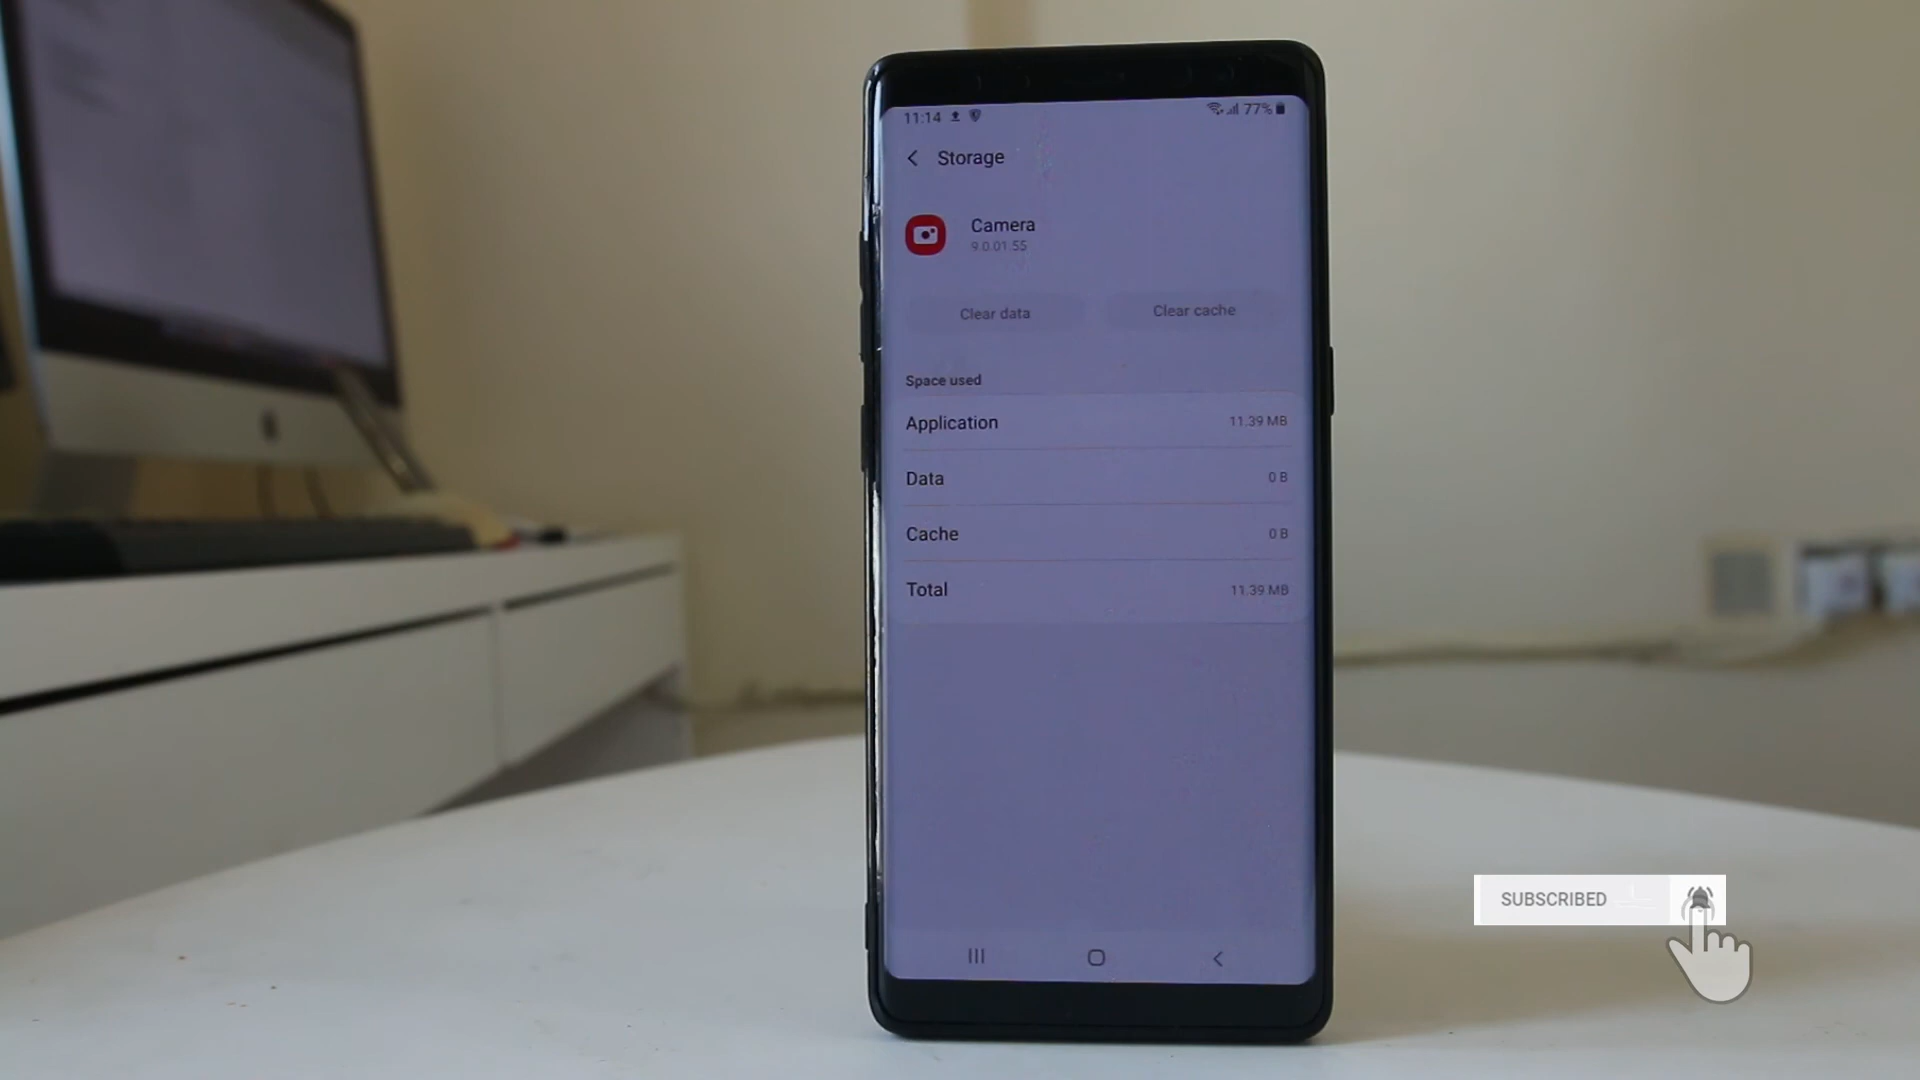 11:14
77%
Storage
Camera
9.0.01.55
Clear data
Clear cache
Space used
Application 11.39 MB
Data 0 B
Cache 0 B
Total 11.39 MB
SUBSCRIBED